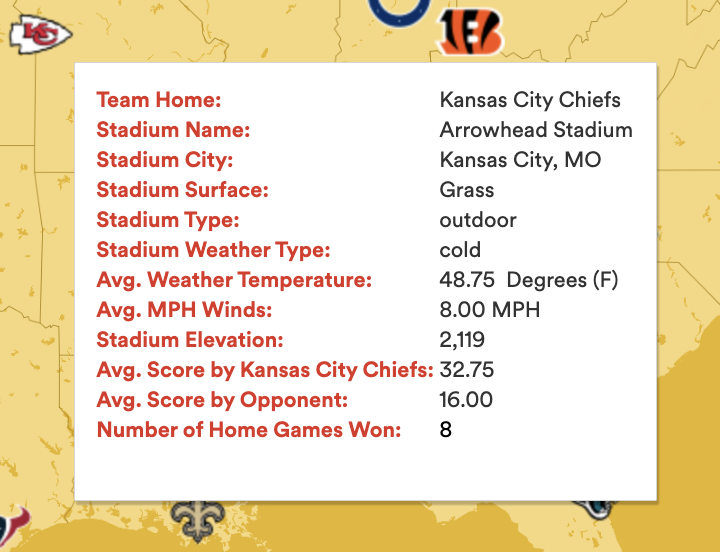 KC
Team Home: Kansas City Chiefs
Stadium Name: Arrowhead Stadium
Stadium City: Kansas City, MO
Stadium Surface: Grass
Stadium Type: outdoor
Stadium Weather Type: cold
Avg. Weather Temperature: 48.75 Degrees (F)
Avg. MPH Winds: 8.00 MPH
Stadium Elevation: 2,119
Avg. Score by Kansas City Chiefs: 32.75
Avg. Score by Opponent: 16.00
Number of Home Games Won: 8